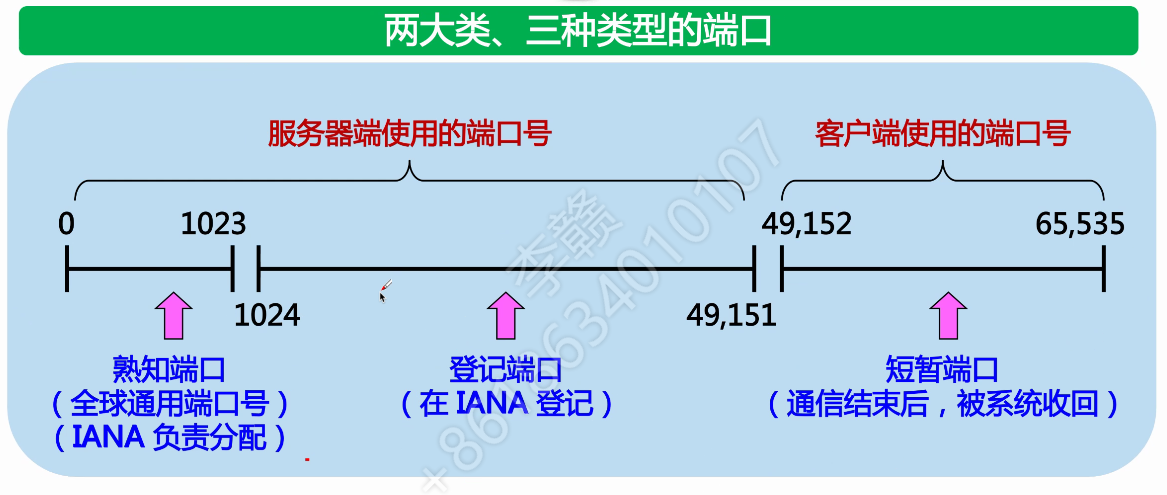 两大类、三种类型的端口
服务器端使用的端口号
客户端使用的端口号
0
1023
49,152
65,535
1024
49,151
熟知端口
（全球通用端口号）
（IANA 负责分配）
登记端口
（在 IANA 登记）
短暂端口
（通信结束后，被系统收回）
李赣
+8618634010107